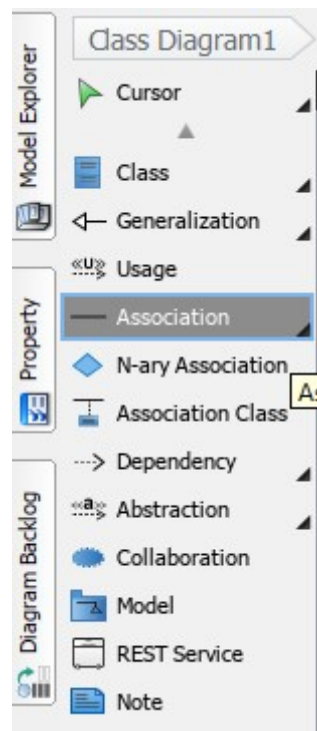 Class Diagram1
Model Explorer
Cursor
Class
Generalization
«U» Usage
Association
Property
N-ary Association
As
Association Class
Dependency
«a» Abstraction
Diagram Backlog
Collaboration
Model
REST Service
Note